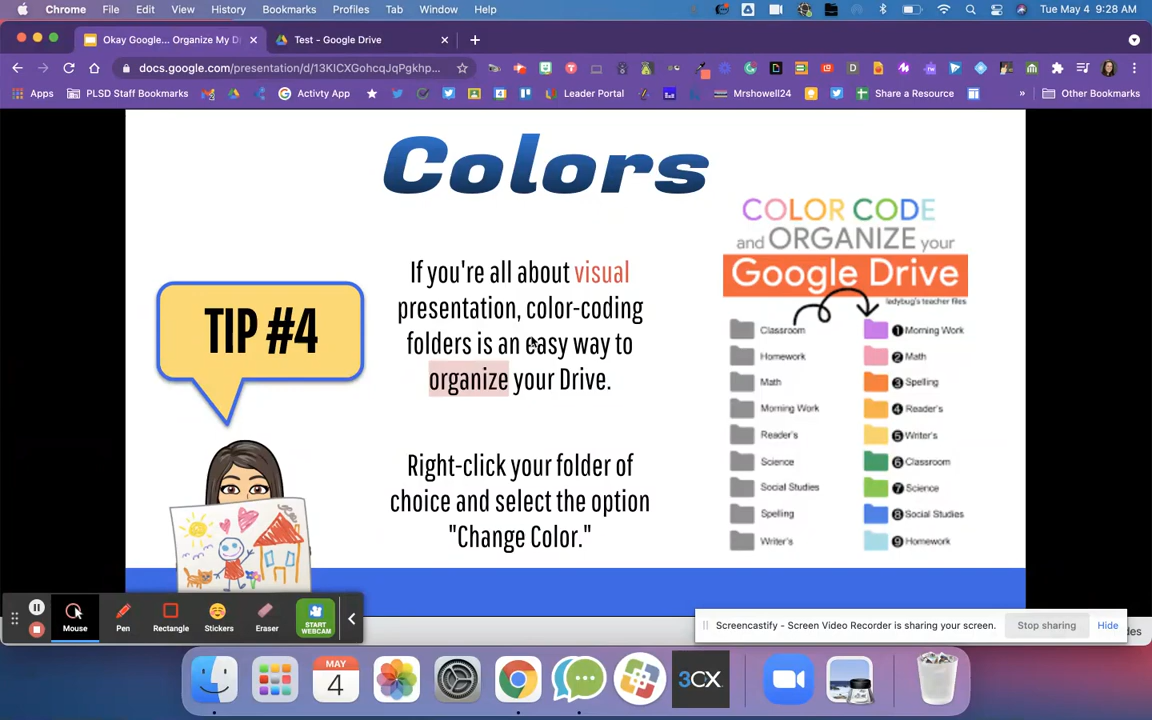 Chrome File Edit View History Bookmarks Profiles Tab Window Help Tue May 4 9:28 AM
Okay Google... Organize My Dr Test - Google Drive
docs.google.com/presentation/d/13KICXGohcqJqPgkhp...
Apps PLSD Staff Bookmarks Activty App Leader Portal Mrshowell24 Share a Resource » Other Bookmarks
Colors
TIP #4
If you're all about visual
presentation, color-coding
folders is an easy way to
organize your Drive.
Right-click your folder of
choice and select the option
"Change Color."
COLOR CODE
and ORGANIZE your
Google Drive
ladybug's teacher files
Classroom 1 Morning Work
Homework 2 Math
Math 3 Spelling
Morning Work 4 Reader's
Reader's 5 Writer's
Science 6 Classroom
Social Studies 7 Science
Spelling 8 Social Studies
Writer's 9 Homework
Mouse Pen Rectangle Stickers Eraser START
WEBCAM
Screencastify - Screen Video Recorder is sharing your screen. Stop sharing Hide
des
MAY
4
3CX